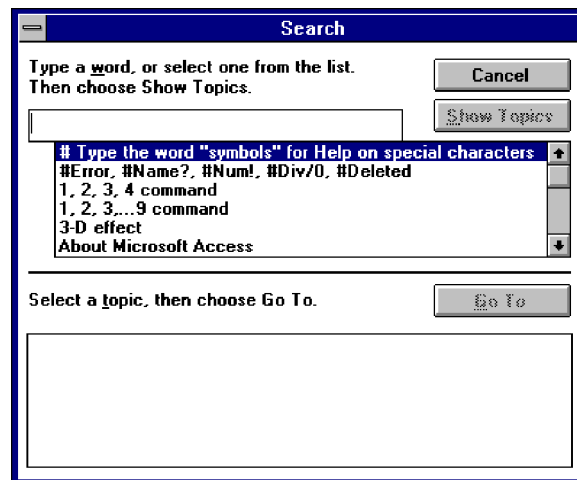 Search
Type a word, or select one from the list.
Then choose Show Topics.
Cancel
Show Topics
# Type the word "symbols" for Help on special characters
#Error, #Name?, #Num!, #Div/0, #Deleted
1, 2, 3, 4 command
1, 2, 3,...9 command
3-D effect
About Microsoft Access
Select a topic, then choose Go To.
Go To